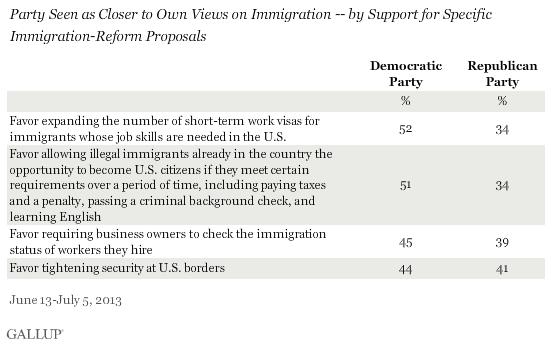 Party Seen as Closer to Own Views on Immigration -- by Support for Specific
Immigration-Reform Proposals
Democratic Party Republican Party
% %
Favor expanding the number of short-term work visas for
immigrants whose job skills are needed in the U.S. 52 34
Favor allowing illegal immigrants already in the country the
opportunity to become U.S. citizens if they meet certain
requirements over a period of time, including paying taxes 51 34
and a penalty, passing a criminal background check, and
learning English
Favor requiring business owners to check the immigration
status of workers they hire 45 39
Favor tightening security at U.S. borders 44 41
June 13-July 5, 2013
GALLUP